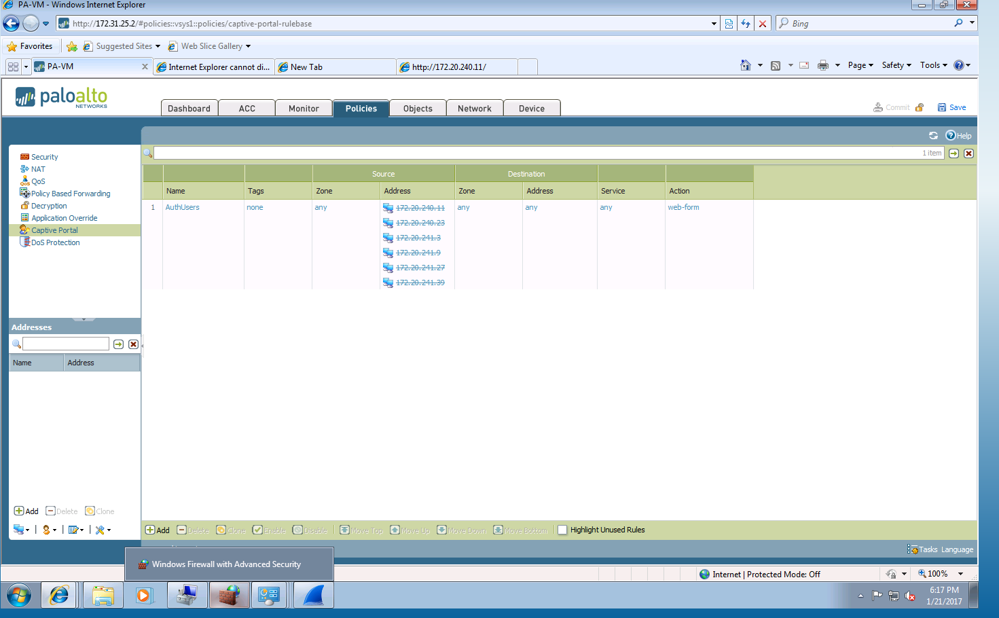 PA-VM - Windows Internet Explorer
http://172.31.25.2/#policies::vsys1::policies/captive-portal-rulebase
Bing
Favorites
Suggested Sites
Web Slice Gallery
PA-VM
Internet Explorer cannot di...
New Tab
http://172.20.240.11/
Page
Safety
Tools
paloalto
NETWORKS
Dashboard
ACC
Monitor
Policies
Objects
Network
Device
Commit
Save
Help
1 item
Security
NAT
QoS
Policy Based Forwarding
Decryption
Application Override
Captive Portal
DoS Protection
Source
Destination
Name
Tags
Zone
Address
Zone
Address
Service
Action
1
AuthUsers
none
any
172.20.240.11
any
any
any
web-form
172.20.240.23
172.20.241.3
172.20.241.9
172.20.241.27
172.20.241.39
Addresses
Name
Address
Add
Delete
Clone
Add
Delete
Clone
Enable
Disable
Move Top
Move Up
Move Down
Move Bottom
Highlight Unused Rules
Tasks
Language
Windows Firewall with Advanced Security
Internet | Protected Mode: Off
100%
6:17 PM
1/21/2017